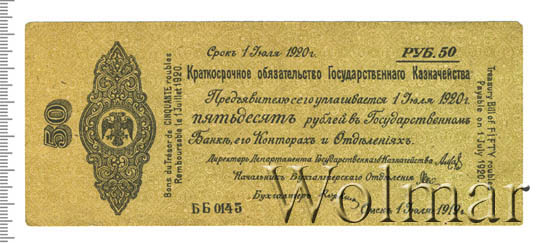 Срокъ 1 Іюля 1920 г.
РУБ. 50
Краткосрочное обязательство Государственнаго Казначейства
Предъявителю сего уплачивается 1 Іюля 1920 г.
пятьдесятъ рублей въ Государственномъ
Банкѣ, его Конторахъ и Отдѣленіяхъ.
Директоръ Департамента Государственнаго Казначейства
Начальникъ Бухгалтерскаго Отдѣленія
Бухгалтеръ
ББ 0145
Омскъ 1 Іюля 1919 г.
50
Bons du Trésor de CINQUANTE roubles
Remboursable le 1 Juillet 1920.
Treasury Bill of FIFTY roubles
Payable on 1 July 1920
Wolmar